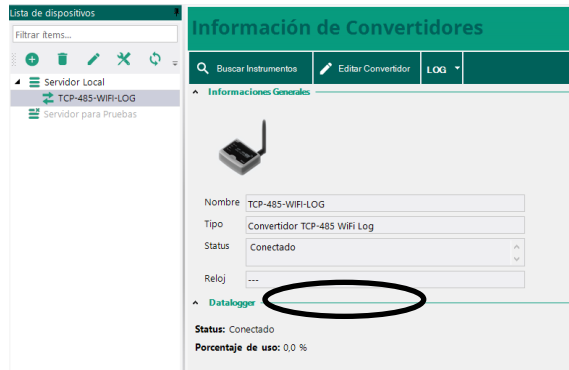 Lista de dispositivos
Filtrar ítems...
Servidor Local
TCP-485-WIFI-LOG
Servidor para Pruebas
Información de Convertidores
Buscar Instrumentos
Editar Convertidor
LOG
Informaciones Generales
Nombre TCP-485-WIFI-LOG
Tipo Convertidor TCP-485 WiFi Log
Status Conectado
Reloj ---
Datalogger
Status: Conectado
Porcentaje de uso: 0,0 %